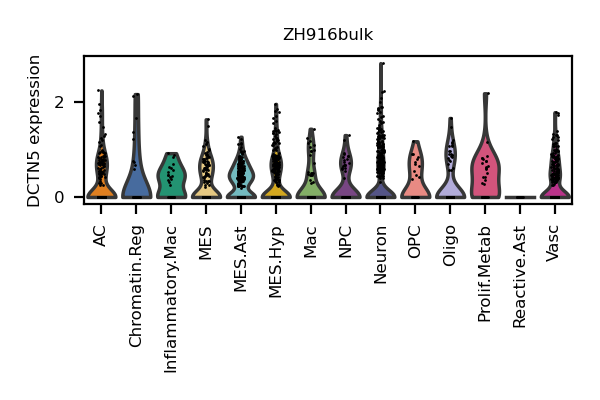 ZH916bulk
DCTN5 expression
2
0
AC
Chromatin.Reg
Inflammatory.Mac
MES
MES.Ast
MES.Hyp
Mac
NPC
Neuron
OPC
Oligo
Prolif.Metab
Reactive.Ast
Vasc